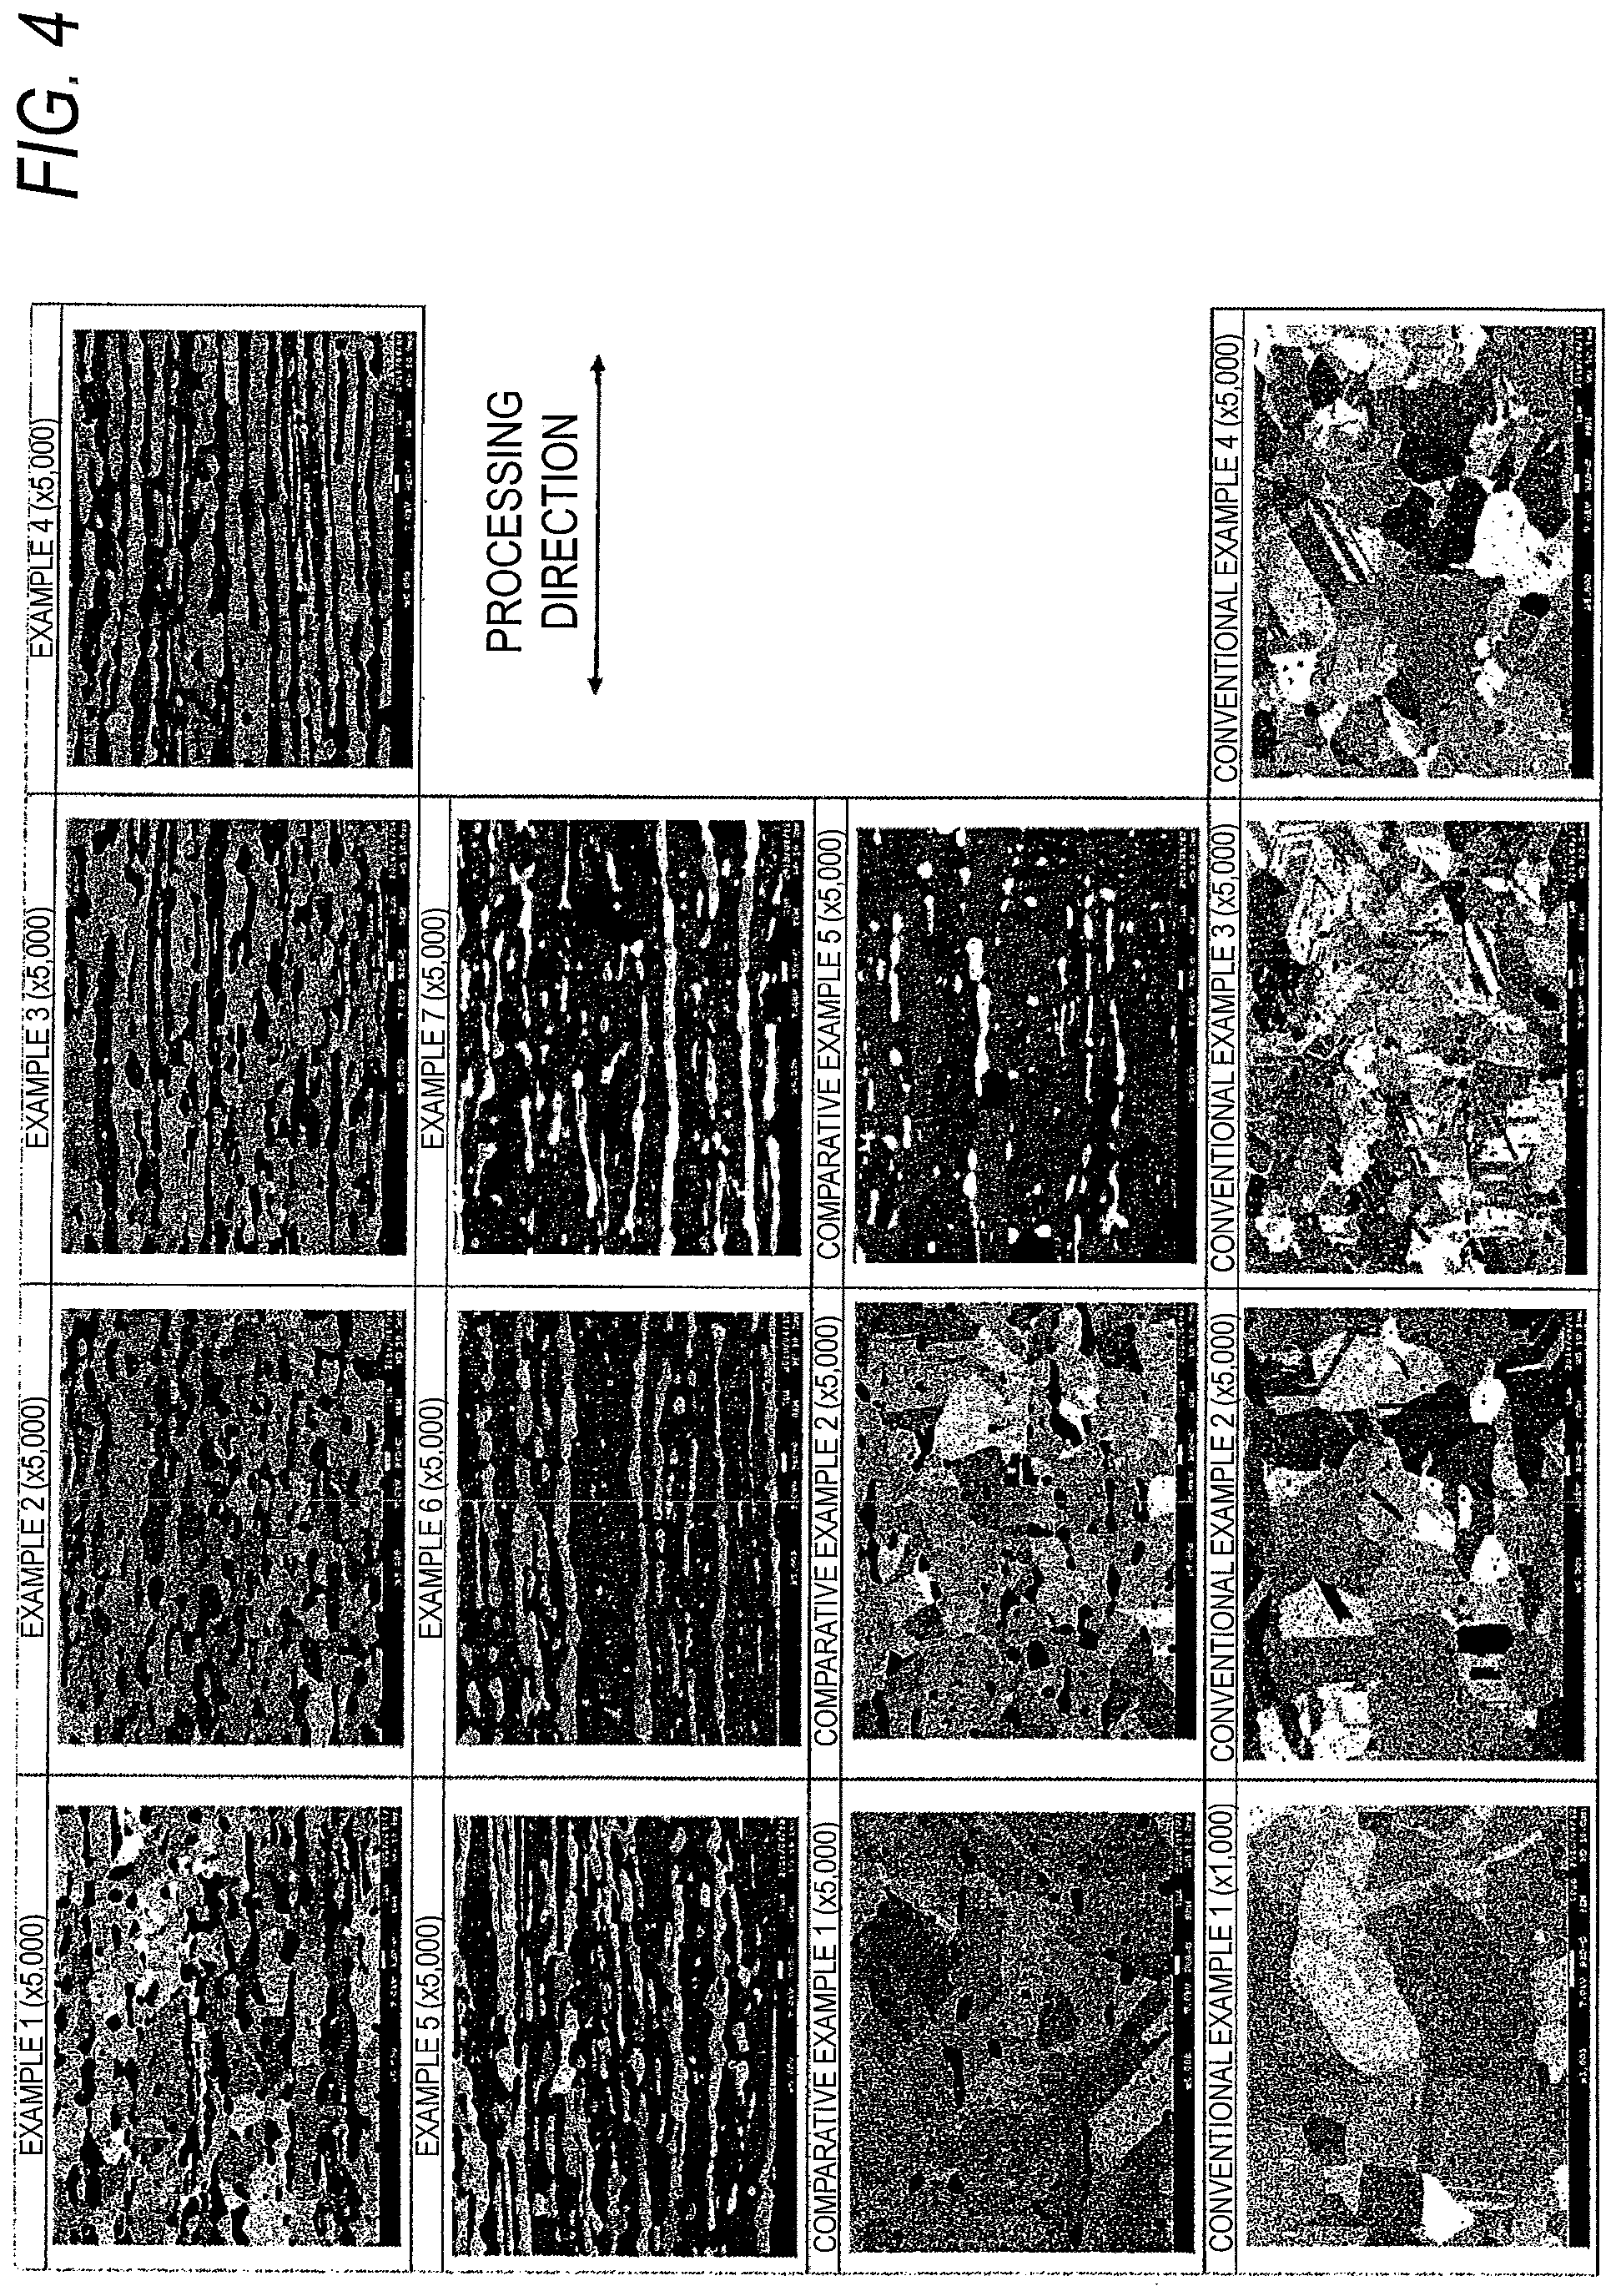 FIG. 4
EXAMPLE 1 (x5,000)
EXAMPLE 2 (x5,000)
EXAMPLE 3 (x5,000)
EXAMPLE 4 (x5,000)
EXAMPLE 5 (x5,000)
EXAMPLE 6 (x5,000)
EXAMPLE 7 (x5,000)
PROCESSING
DIRECTION
COMPARATIVE EXAMPLE 1 (x5,000)
COMPARATIVE EXAMPLE 2 (x5,000)
COMPARATIVE EXAMPLE 5 (x5,000)
CONVENTIONAL EXAMPLE 1 (x1,000)
CONVENTIONAL EXAMPLE 2 (x5,000)
CONVENTIONAL EXAMPLE 3 (x5,000)
CONVENTIONAL EXAMPLE 4 (x5,000)